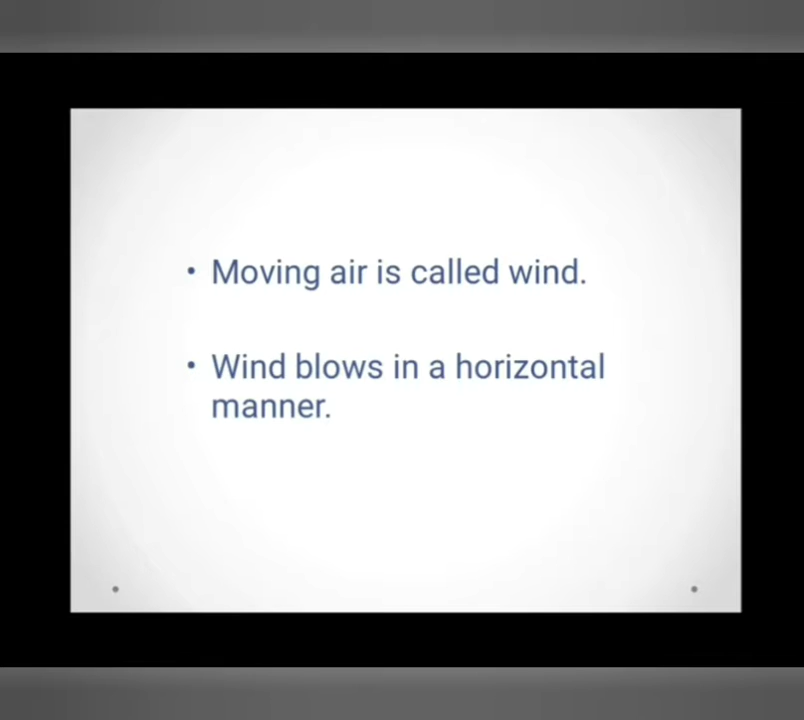 • Moving air is called wind.
• Wind blows in a horizontal
manner.